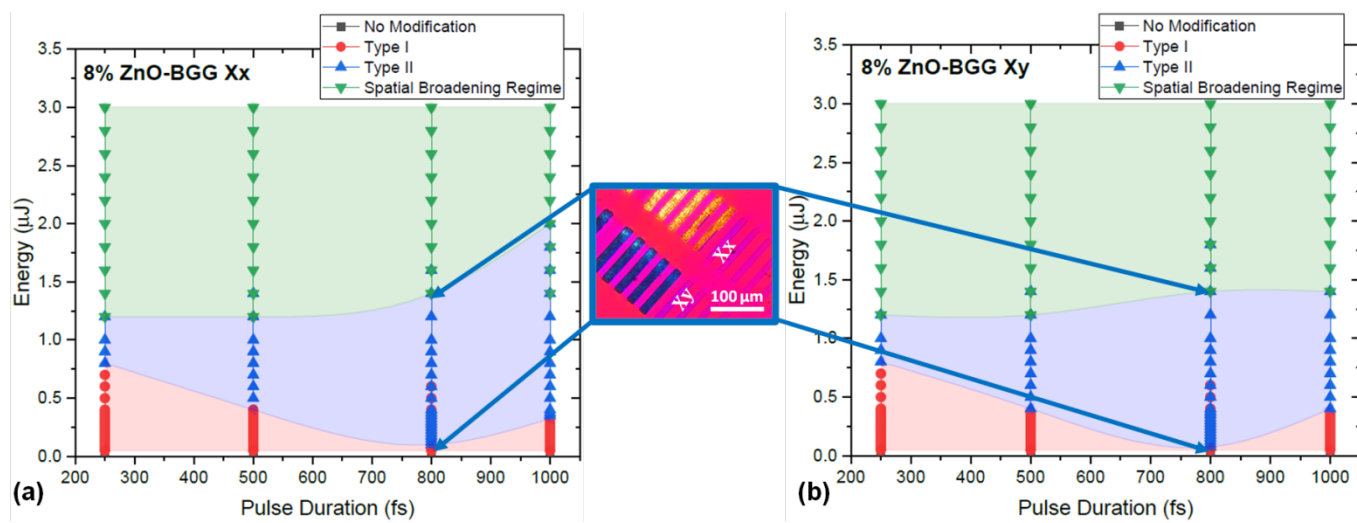 No Modification
Type I
Type II
Spatial Broadening Regime
8% ZnO-BGG Xx
3.5
3.0
2.5
2.0
1.5
1.0
0.5
0.0
Energy (µJ)
200 300 400 500 600 700 800 900 1000
Pulse Duration (fs)
(a)
Xx
Xy
100 µm
No Modification
Type I
Type II
Spatial Broadening Regime
8% ZnO-BGG Xy
3.5
3.0
2.5
2.0
1.5
1.0
0.5
0.0
Energy (µJ)
200 300 400 500 600 700 800 900 1000
Pulse Duration (fs)
(b)